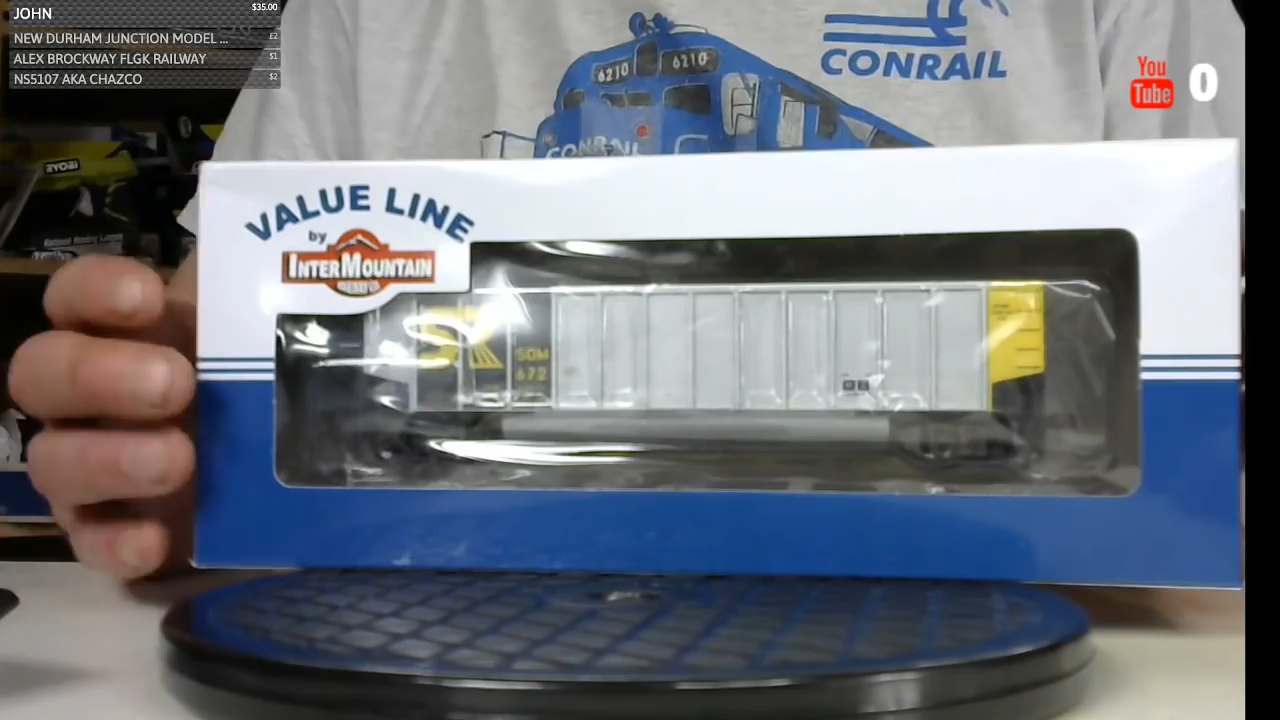 JOHN $35.00
NEW DURHAM JUNCTION MODEL ... £2
ALEX BROCKWAY FLGK RAILWAY $1
NS5107 AKA CHAZCO $2
6210 6210
CONRAIL
CONRAIL
You
Tube 0
RYOBI
VALUE LINE
by
INTERMOUNTAIN
SOM
672